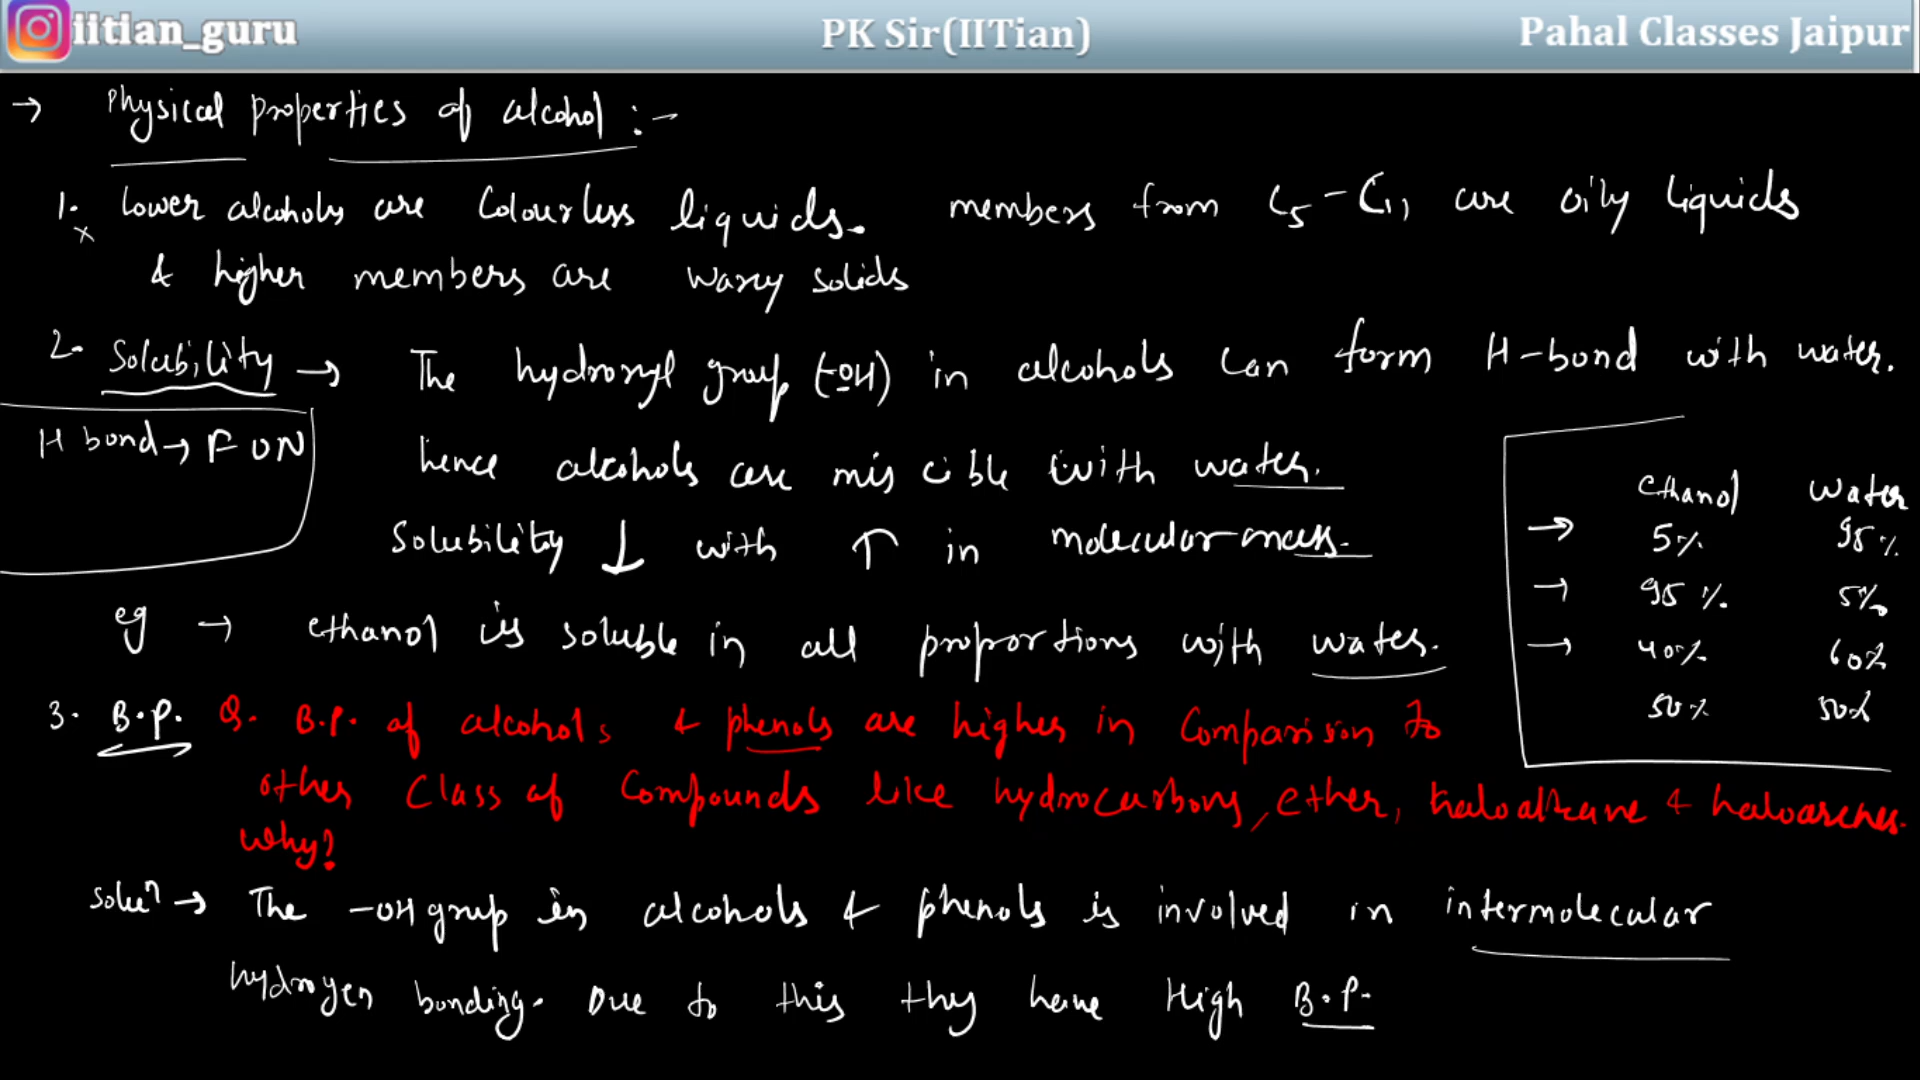 iitian_guru PK Sir(IITian) Pahal Classes Jaipur
→ Physical properties of alcohol :-
1. Lower alcohols are Colourless liquids. members from C5 - C11 are oily liquids
x
& higher members are waxy solids
2. Solubility → The hydroxyl group (-OH) in alcohols can form H-bond with water.
H bond → F O N
hence alcohols are miscible with water.
Solubility ↓ with ↑ in molecular mass.
eg → ethanol is soluble in all proportions with water.
ethanol water
→ 5% 95%
→ 95% 5%
→ 40% 60%
50% 50%
3. B.P. Q. B.P. of alcohols & phenols are higher in Comparision to
other Class of Compounds like hydrocarbons, ether, haloalkane & haloarenes.
why?
Solun → The -OH group in alcohols & phenols is involved in intermolecular
hydrogen bonding. Due to this they have High B.P.